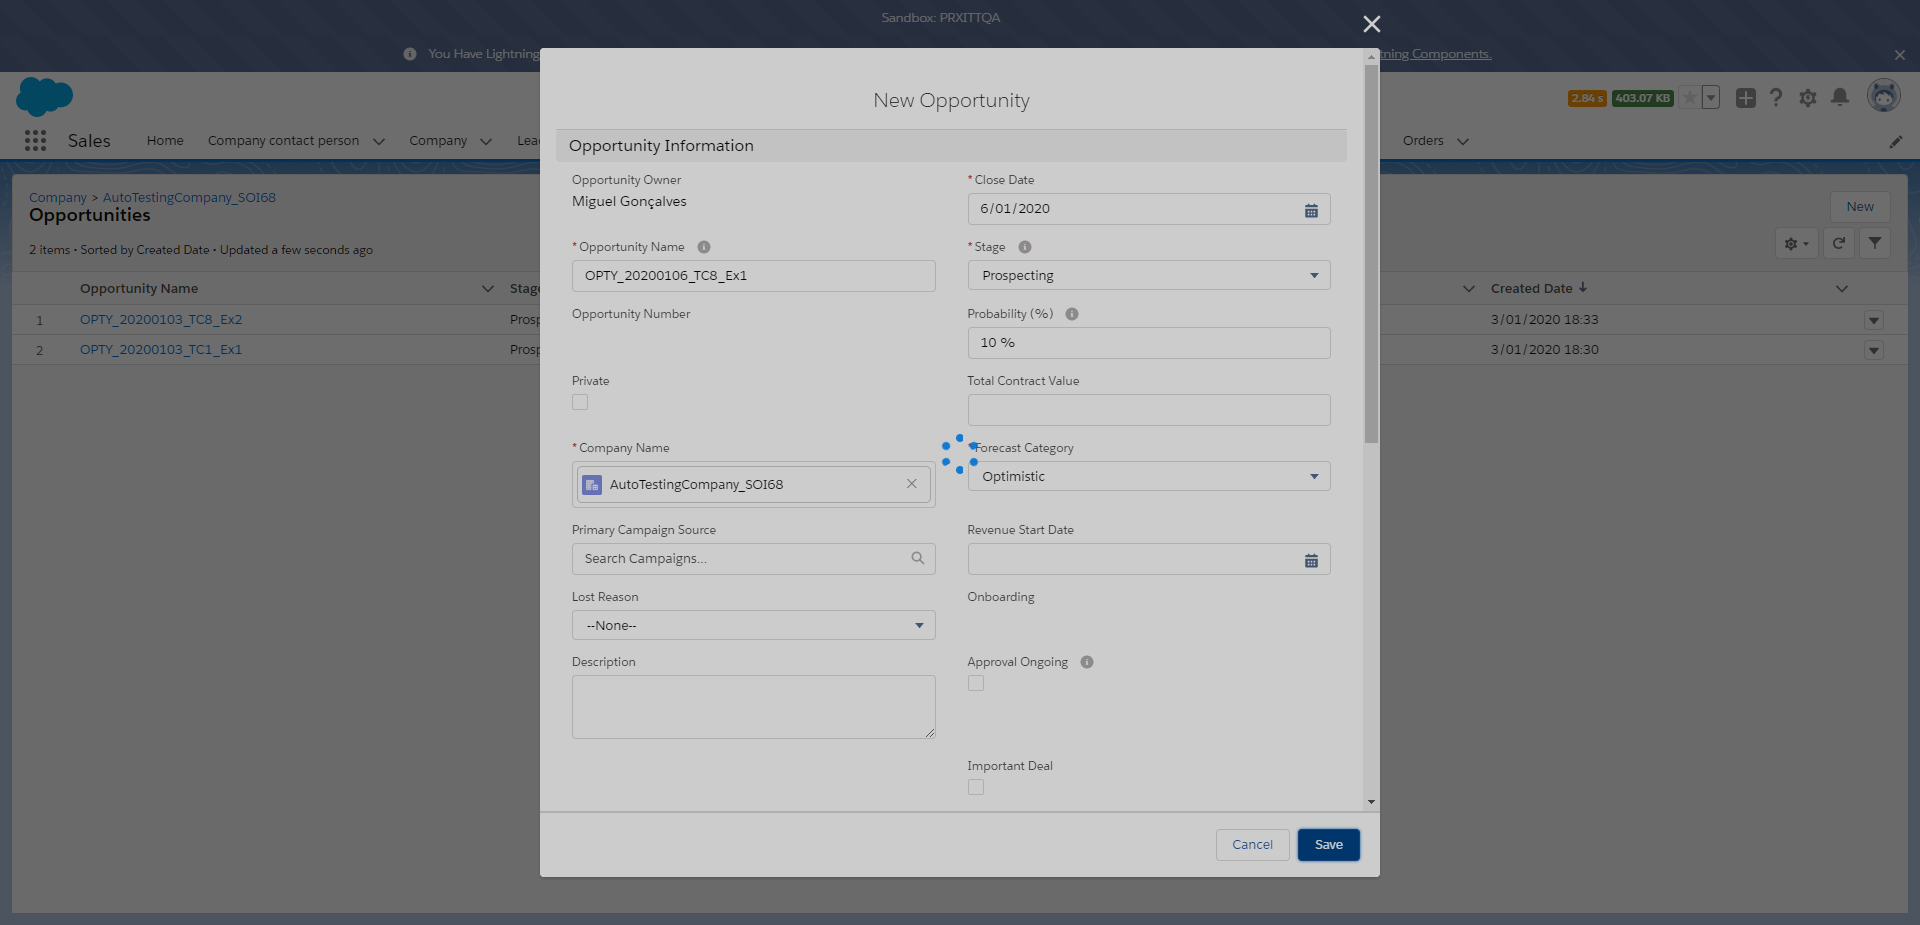 Sandbox: PRXITTQA
You Have Lightning
ning Components.
2.84 s 403.07 KB
Sales Home Company contact person Company Lea
Orders
Company > AutoTestingCompany_SOI68
Opportunities
New
2 items • Sorted by Created Date • Updated a few seconds ago
Opportunity Name Stag Created Date
1 OPTY_20200103_TC8_Ex2 Prosp 3/01/2020 18:33
2 OPTY_20200103_TC1_Ex1 Prosp 3/01/2020 18:30
New Opportunity
Opportunity Information
Opportunity Owner
Miguel Gonçalves
* Close Date
6/01/2020
* Opportunity Name
OPTY_20200106_TC8_Ex1
* Stage
Prospecting
Opportunity Number
Probability (%)
10 %
Private
Total Contract Value
* Company Name
AutoTestingCompany_SOI68
* Forecast Category
Optimistic
Primary Campaign Source
Search Campaigns...
Revenue Start Date
Lost Reason
--None--
Onboarding
Description
Approval Ongoing
Important Deal
Cancel Save